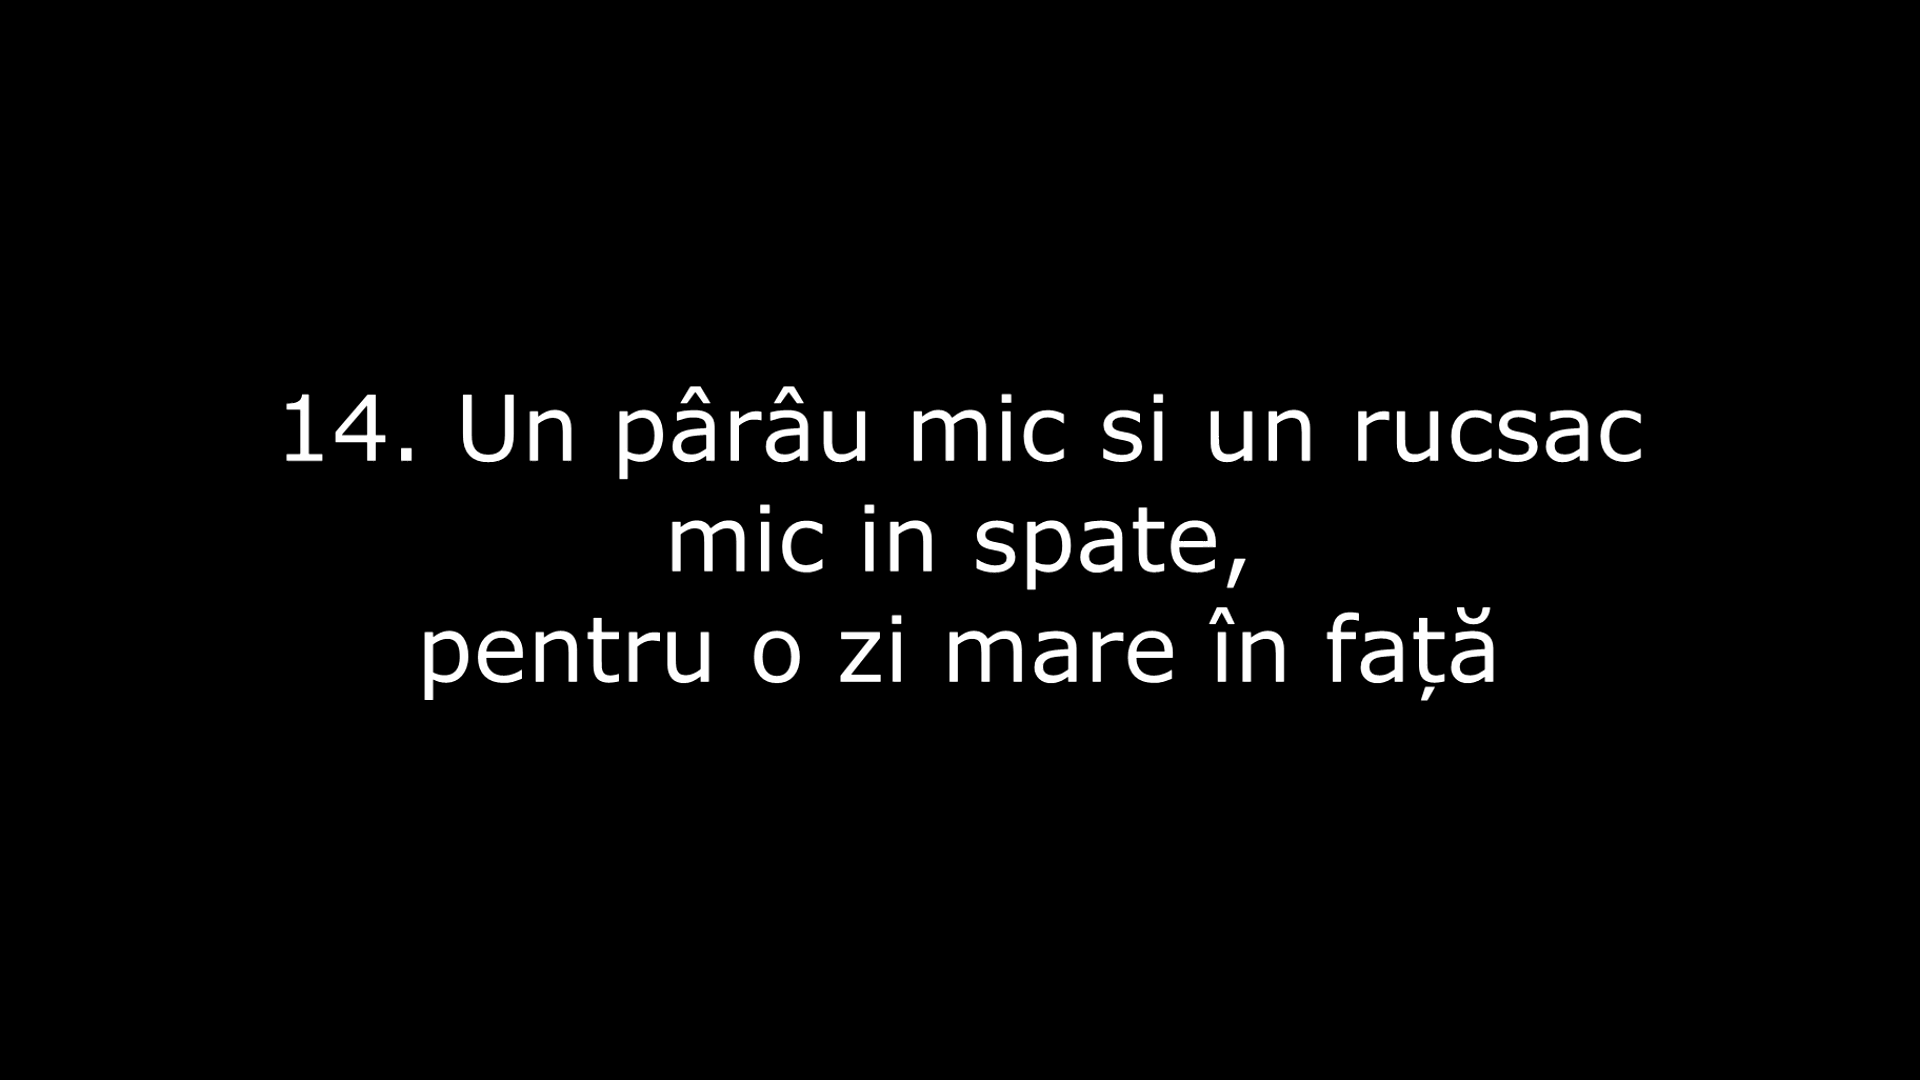 14. Un pârâu mic si un rucsac
mic in spate,
pentru o zi mare în față